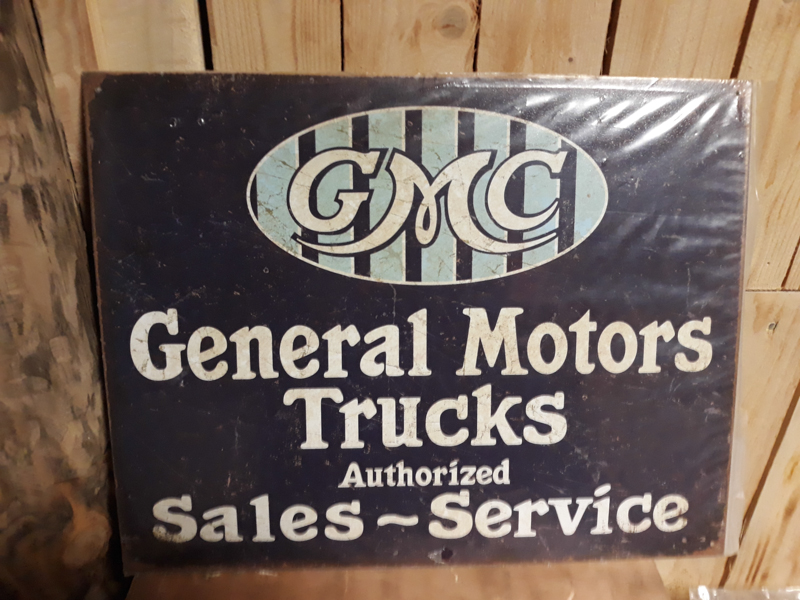 GMC
General Motors
Trucks
Authorized
Sales~Service